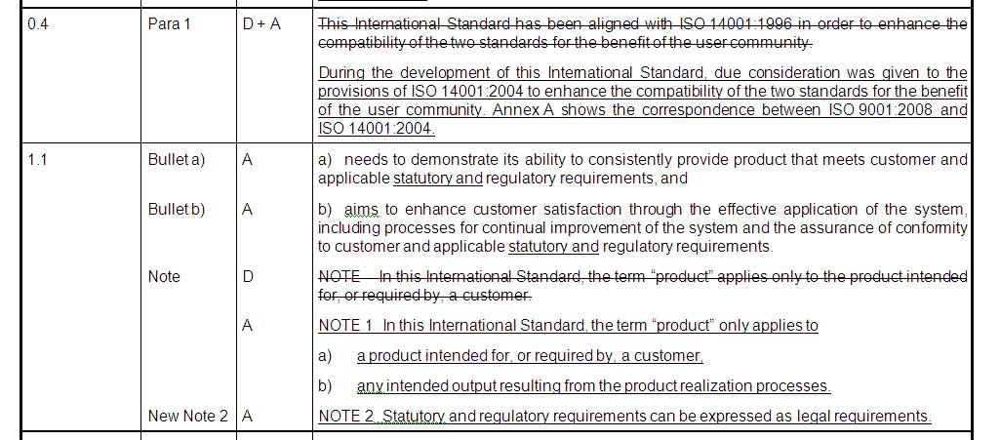 0.4 Para 1 D + A This International Standard has been aligned with ISO 14001:1996 in order to enhance the
compatibility of the two standards for the benefit of the user community.
During the development of this International Standard, due consideration was given to the
provisions of ISO 14001:2004 to enhance the compatibility of the two standards for the benefit
of the user community. Annex A shows the correspondence between ISO 9001:2008 and
ISO 14001:2004.
1.1 Bullet a) A a) needs to demonstrate its ability to consistently provide product that meets customer and
applicable statutory and regulatory requirements, and
Bullet b) A b) aims to enhance customer satisfaction through the effective application of the system,
including processes for continual improvement of the system and the assurance of conformity
to customer and applicable statutory and regulatory requirements.
Note D NOTE In this International Standard, the term “product” applies only to the product intended
for, or required by, a customer.
A NOTE 1 In this International Standard, the term “product” only applies to
a) a product intended for, or required by, a customer,
b) any intended output resulting from the product realization processes.
New Note 2 A NOTE 2 Statutory and regulatory requirements can be expressed as legal requirements.